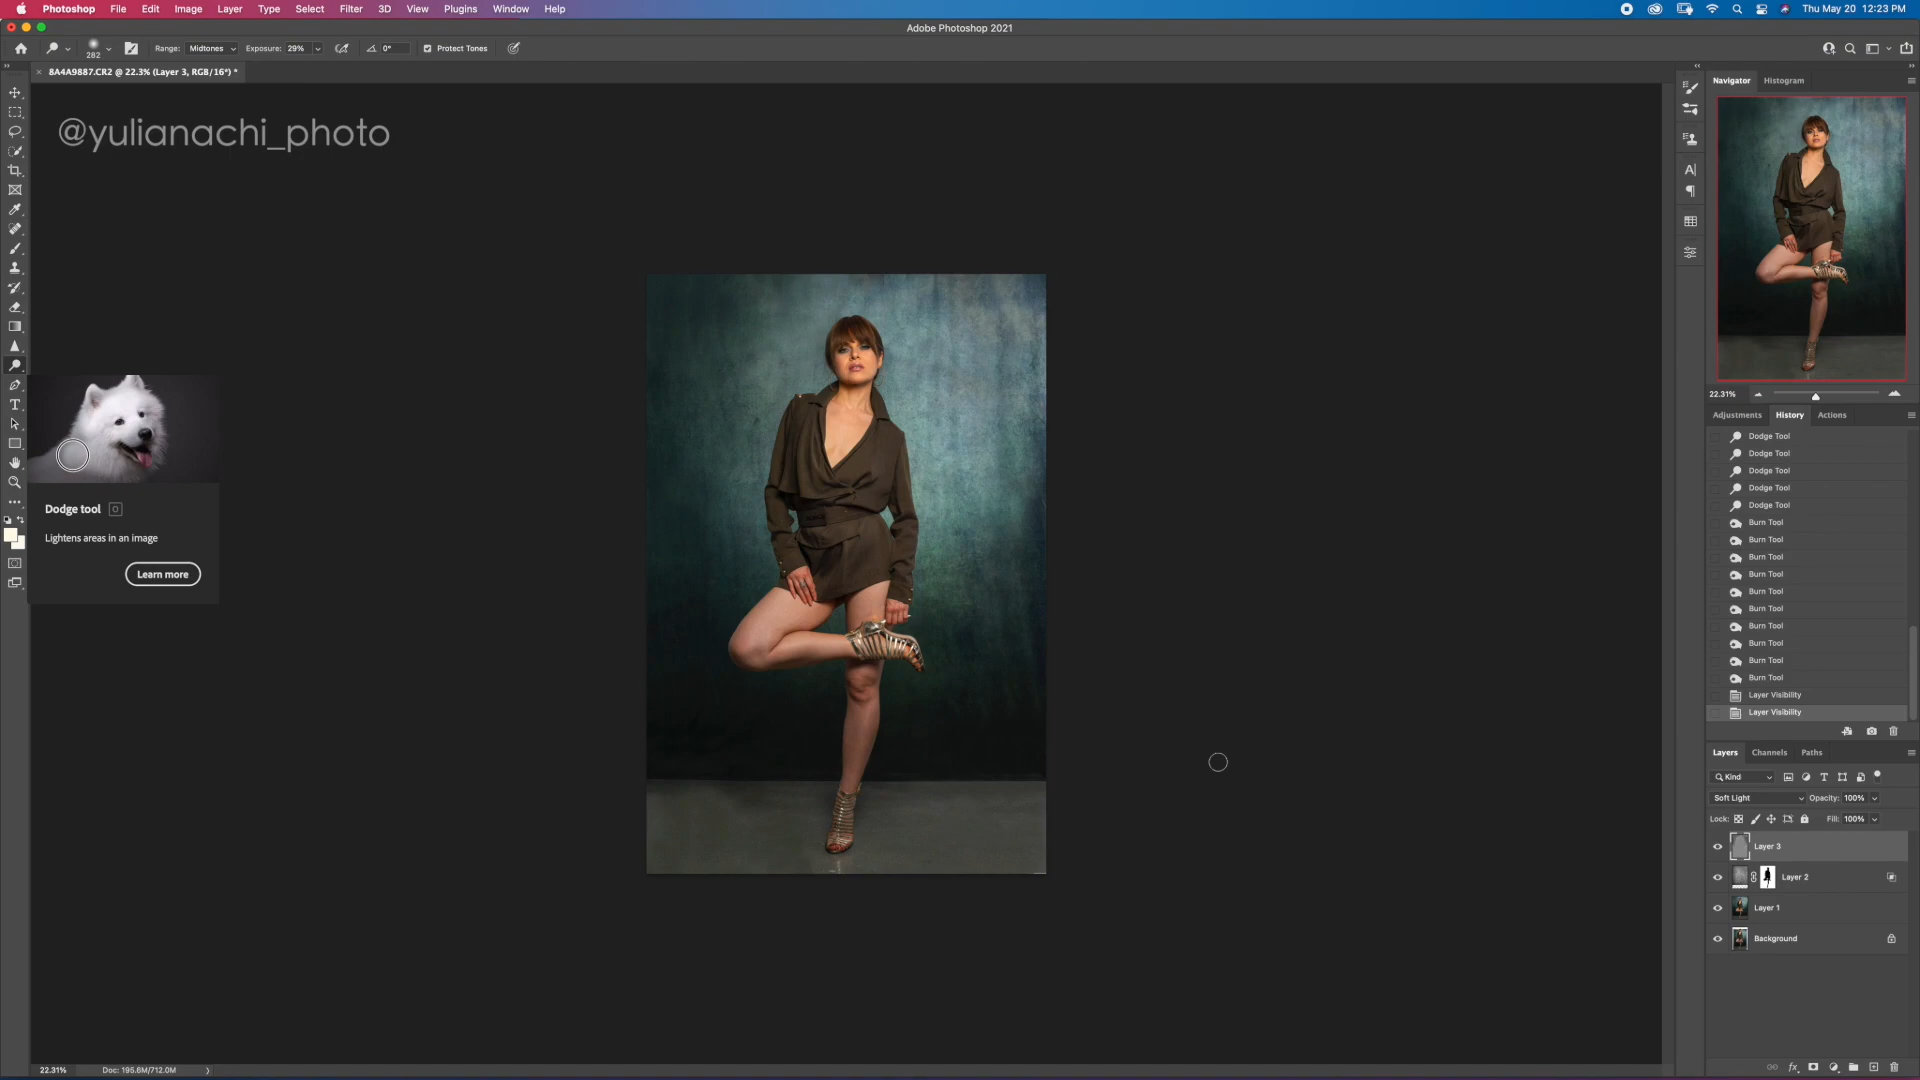 Photoshop File Edit Image Layer Type Select Filter 3D View Plugins Window Help Thu May 20 12:23 PM
Adobe Photoshop 2021
282 Range: Midtones Exposure: 29% 0° Protect Tones
8A4A9887.CR2 @ 22.3% (Layer 3, RGB/16*) *
@yulianachi_photo
Dodge tool O
Lightens areas in an image
Learn more
Navigator Histogram
22.31%
Adjustments History Actions
Dodge Tool
Dodge Tool
Dodge Tool
Dodge Tool
Dodge Tool
Burn Tool
Burn Tool
Burn Tool
Burn Tool
Burn Tool
Burn Tool
Burn Tool
Burn Tool
Burn Tool
Burn Tool
Layer Visibility
Layer Visibility
Layers Channels Paths
Kind
Soft Light Opacity: 100%
Lock: Fill: 100%
Layer 3
Layer 2
Layer 1
Background
22.31% Doc: 195.6M/712.0M